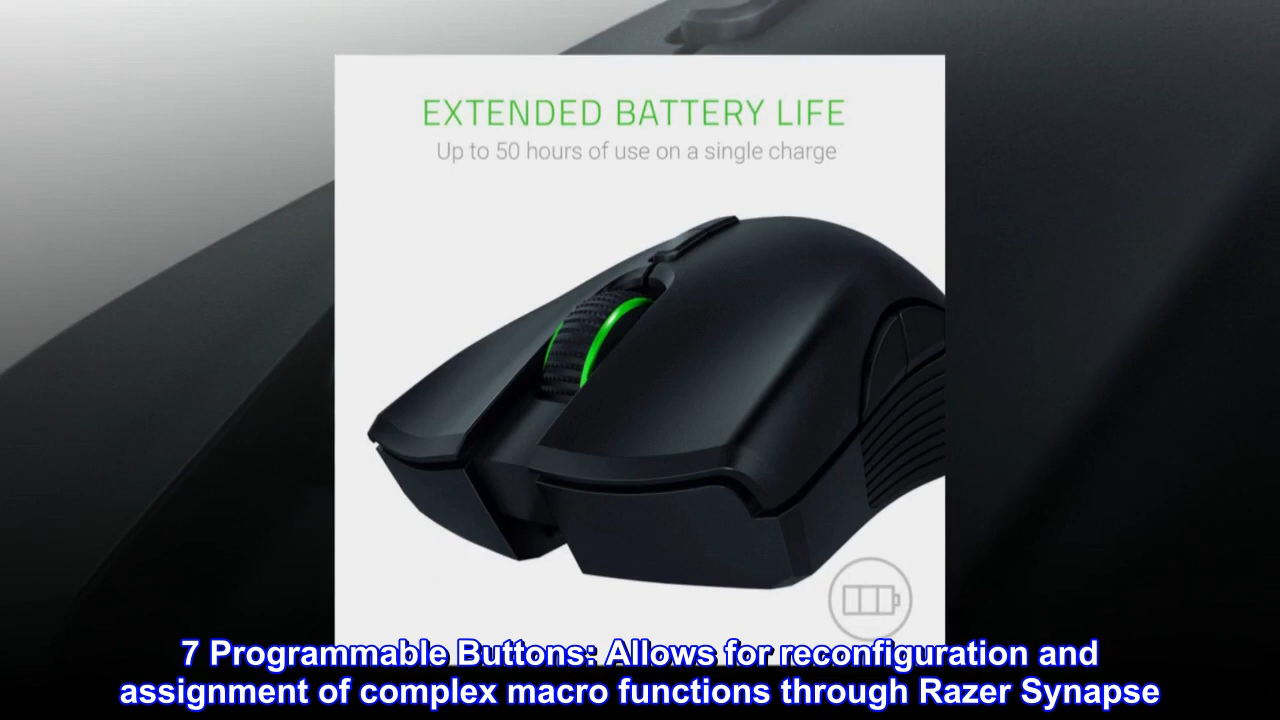 EXTENDED BATTERY LIFE
Up to 50 hours of use on a single charge
7 Programmable Buttons: Allows for reconfiguration and
assignment of complex macro functions through Razer Synapse